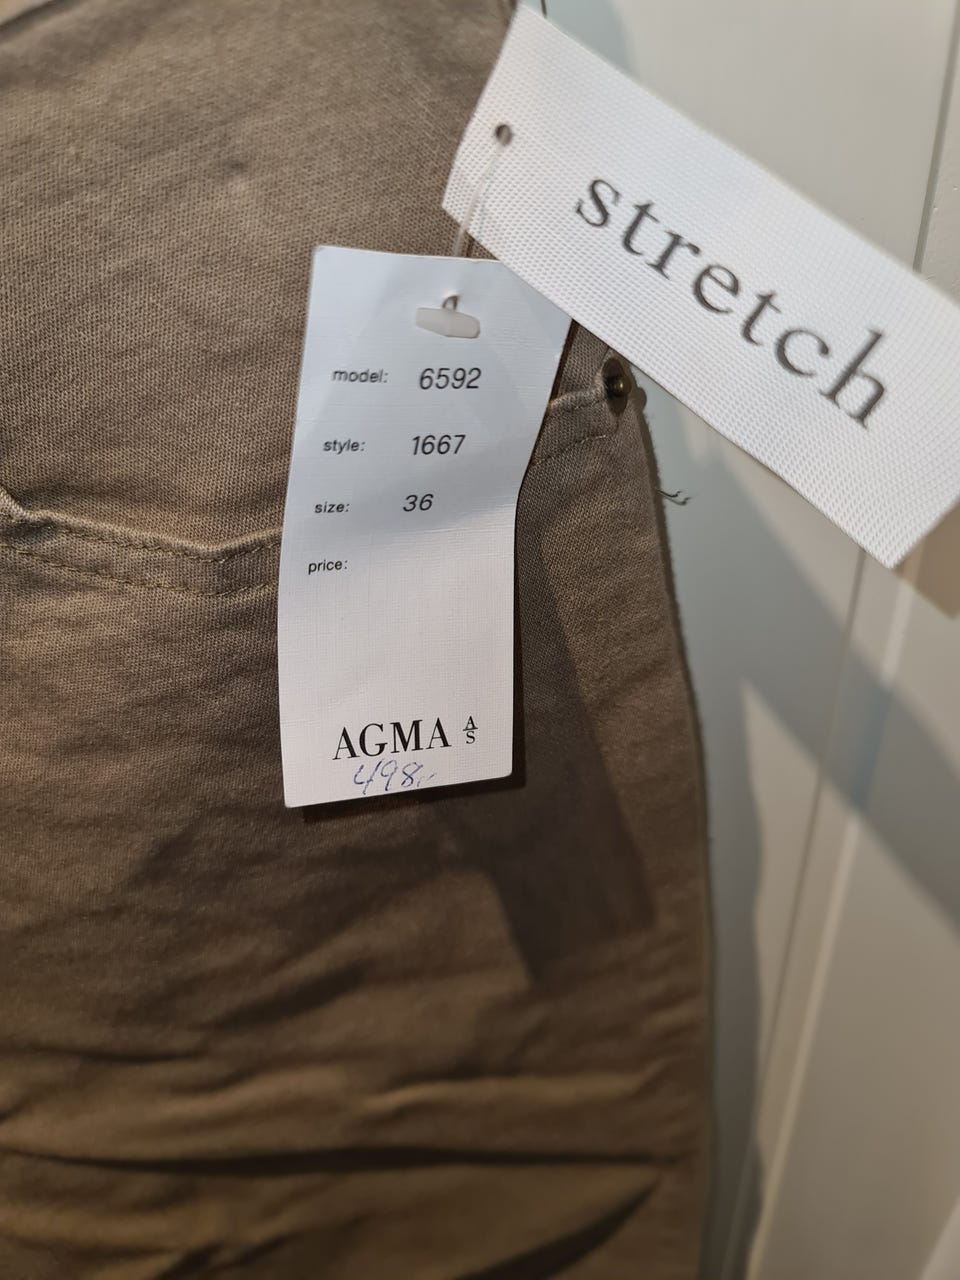 stretch
model: 6592
style: 1667
size: 36
price:
AGMA A/S
498,-